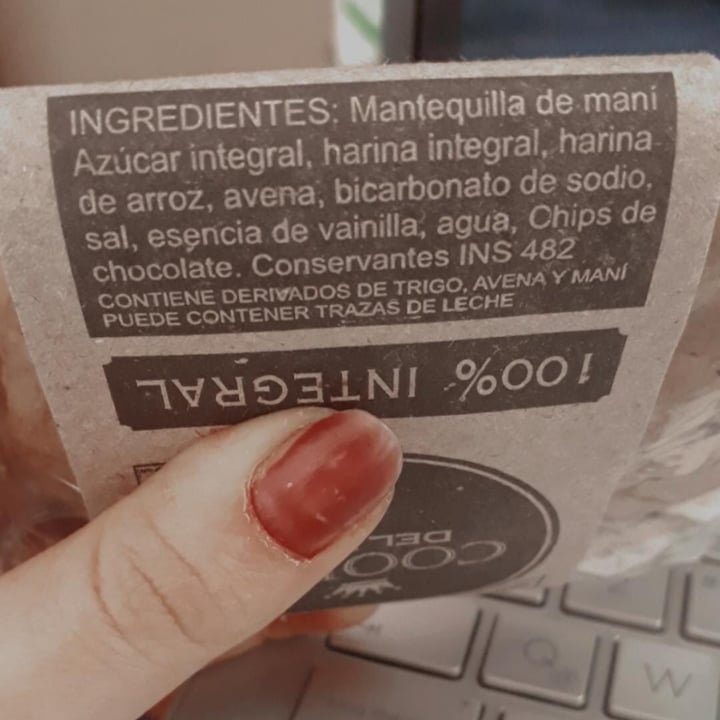 INGREDIENTES: Mantequilla de maní
Azúcar integral, harina integral, harina
de arroz, avena, bicarbonato de sodio,
sal, esencia de vainilla, agua, Chips de
chocolate. Conservantes INS 482
CONTIENE DERIVADOS DE TRIGO, AVENA Y MANÍ
PUEDE CONTENER TRAZAS DE LECHE
100% INTEGRAL
Q
W